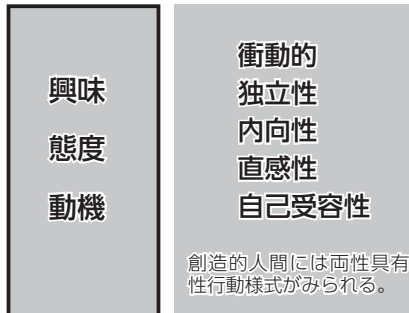 興味
態度
動機
衝動的
独立性
内向性
直感性
自己受容性
創造的人間には両性具有
性行動様式がみられる。